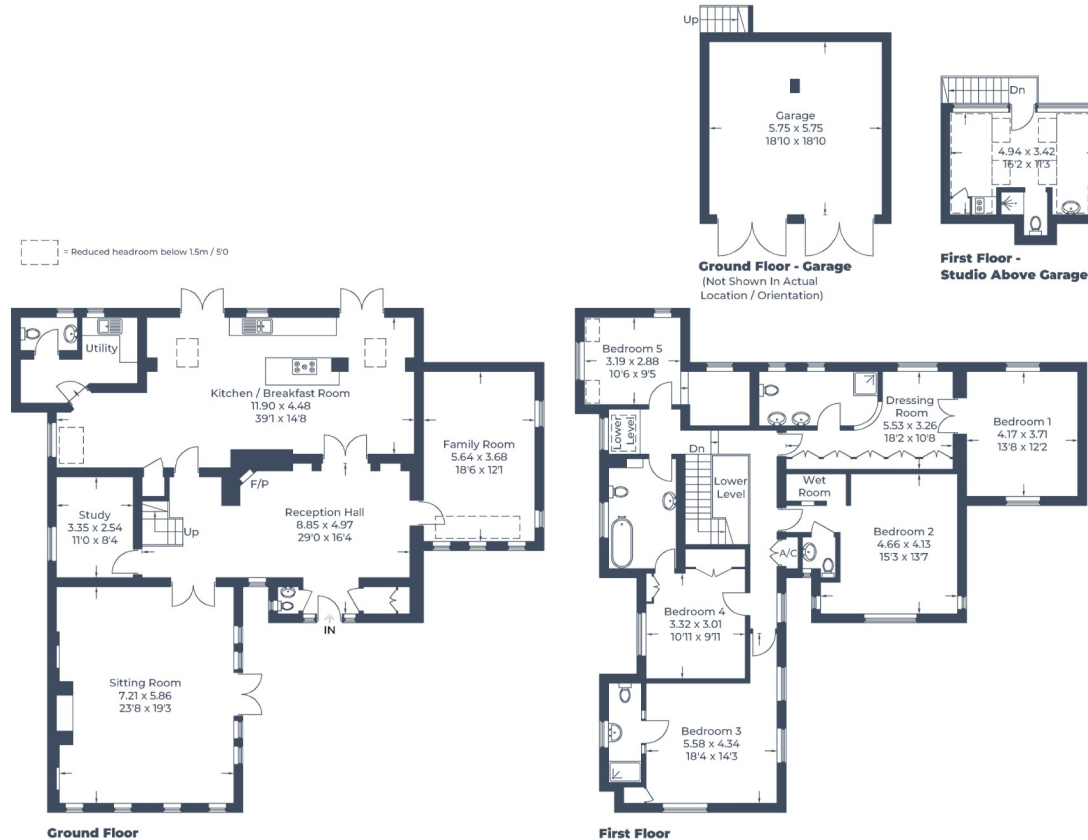 Up
Garage
5.75 x 5.75
18'10 x 18'10
Ground Floor - Garage
(Not Shown In Actual
Location / Orientation)
Dn
4.94 x 3.42
16'2 x 11'3
First Floor -
Studio Above Garage
= Reduced headroom below 1.5m / 5'0
Utility
Kitchen / Breakfast Room
11.90 x 4.48
39'1 x 14'8
Family Room
5.64 x 3.68
18'6 x 12'1
F/P
Study
3.35 x 2.54
11'0 x 8'4
Up
Reception Hall
8.85 x 4.97
29'0 x 16'4
IN
Sitting Room
7.21 x 5.86
23'8 x 19'3
Ground Floor
Bedroom 5
3.19 x 2.88
10'6 x 9'5
Lower
Level
Dressing
Room
5.53 x 3.26
18'2 x 10'8
Bedroom 1
4.17 x 3.71
13'8 x 12'2
Dn
Lower
Level
Wet
Room
Bedroom 2
4.66 x 4.13
15'3 x 13'7
A/C
Bedroom 4
3.32 x 3.01
10'11 x 9'11
Bedroom 3
5.58 x 4.34
18'4 x 14'3
First Floor